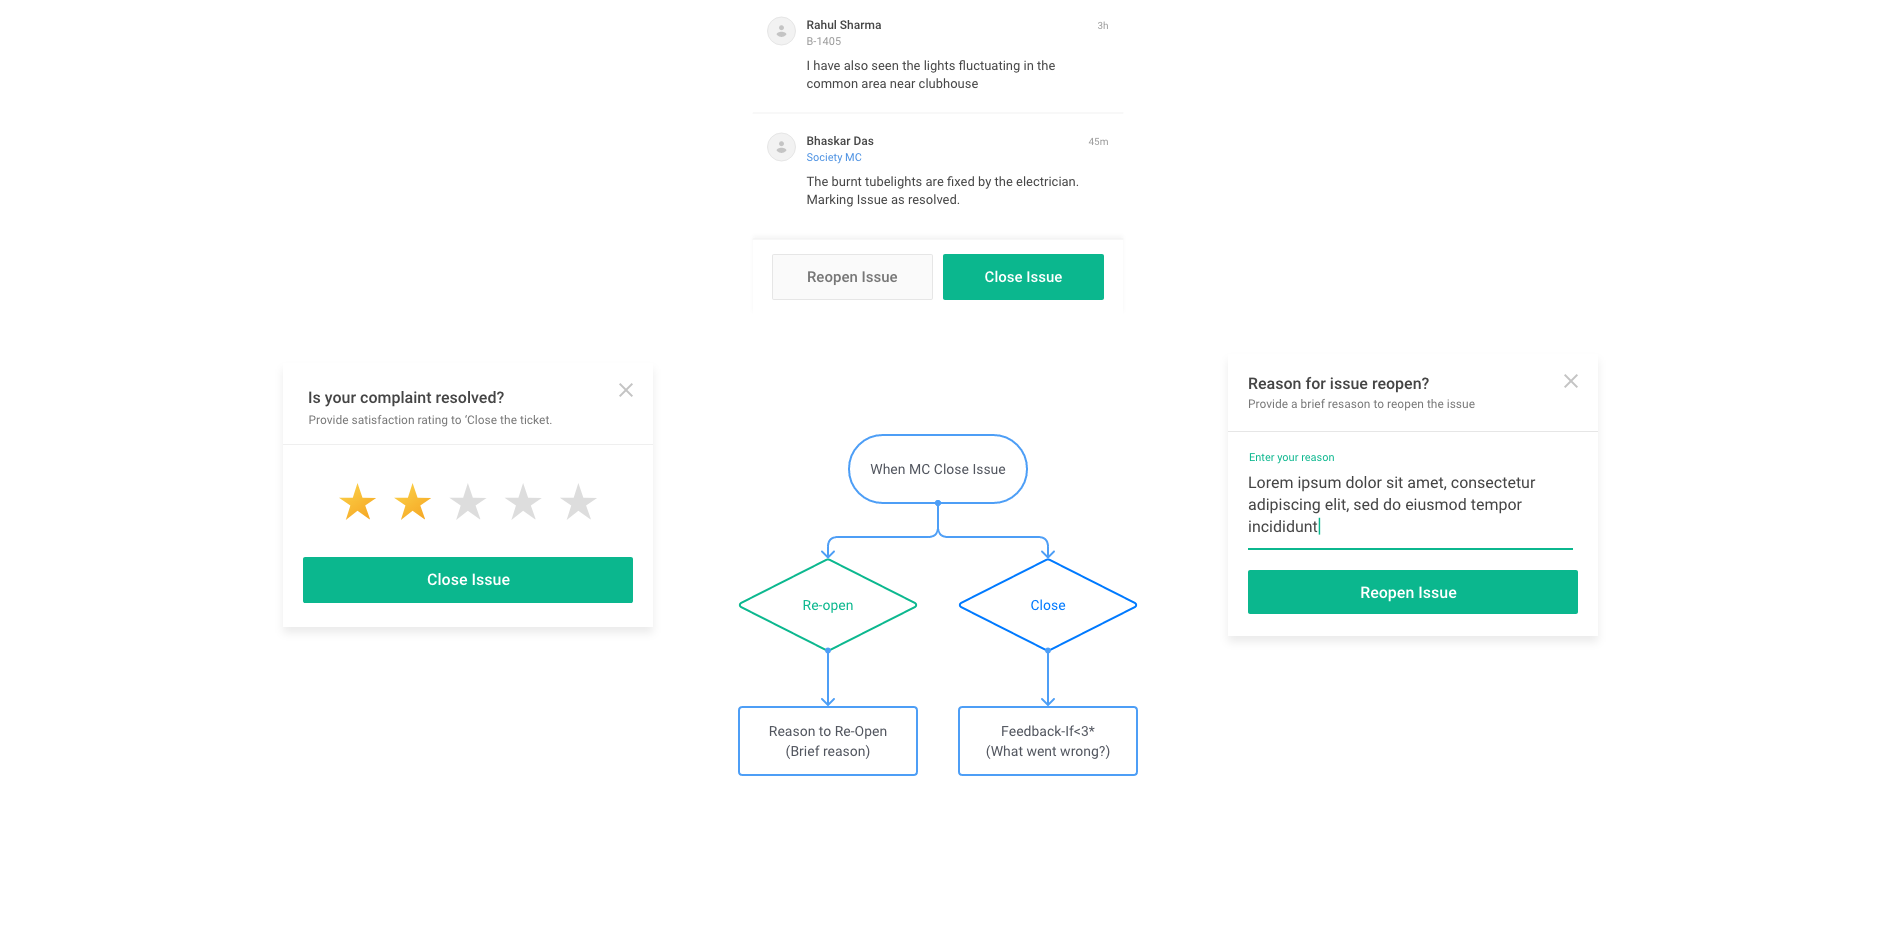 Rahul Sharma
3h
B-1405
I have also seen the lights fluctuating in the
common area near clubhouse
Bhaskar Das
45m
Society MC
The burnt tubelights are fixed by the electrician.
Marking Issue as resolved.
Reopen Issue
Close Issue
Is your complaint resolved?
Provide satisfaction rating to ‘Close the ticket.
Close Issue
When MC Close Issue
Re-open
Close
Reason to Re-Open
(Brief reason)
Feedback-If<3*
(What went wrong?)
Reason for issue reopen?
Provide a brief resason to reopen the issue
Enter your reason
Lorem ipsum dolor sit amet, consectetur
adipiscing elit, sed do eiusmod tempor
incididunt
Reopen Issue